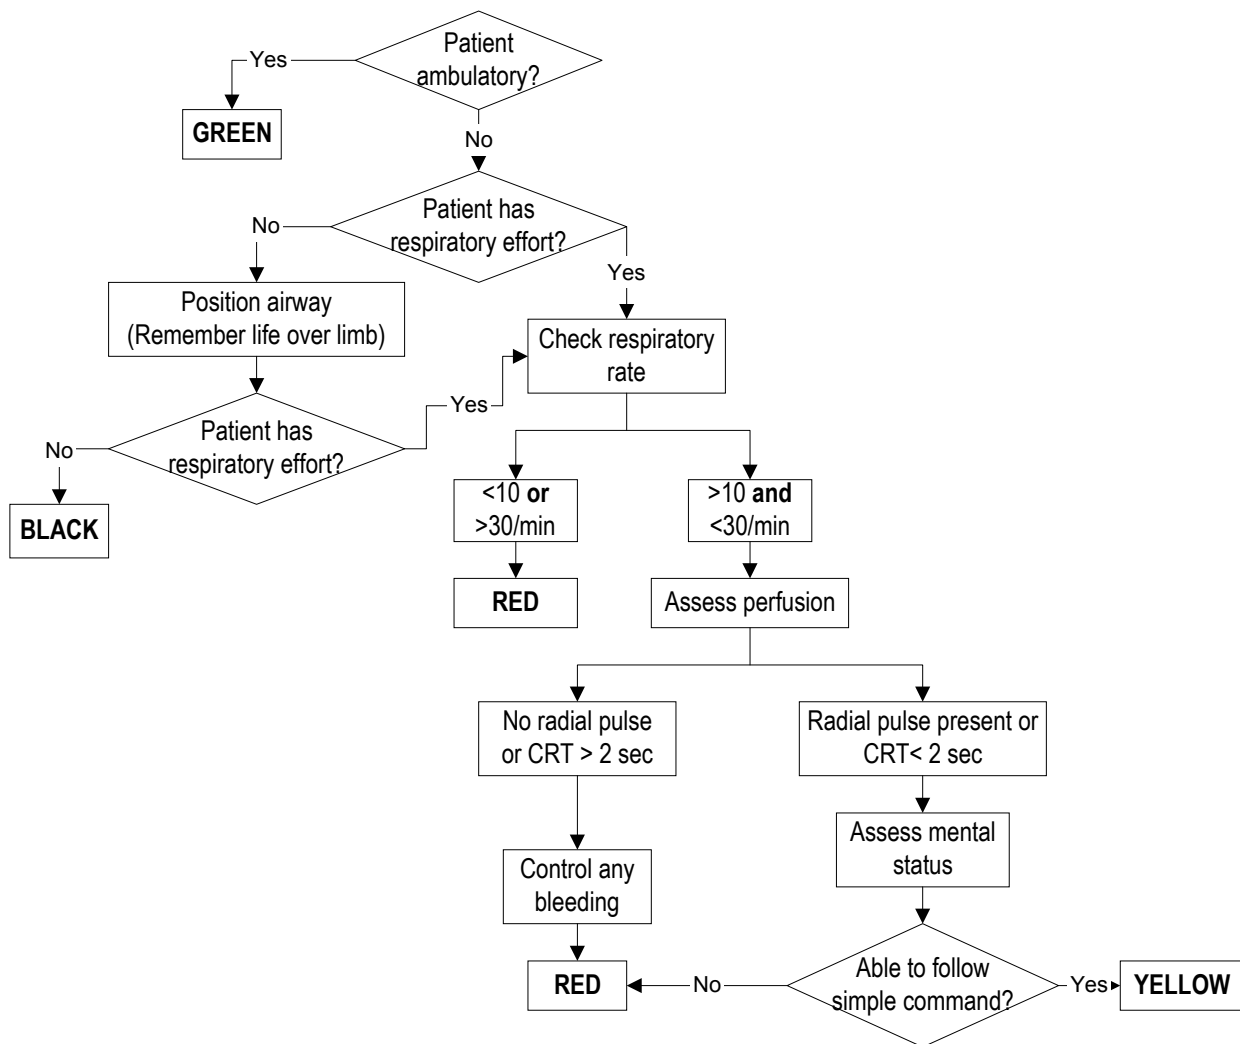 Patient
ambulatory?
Yes
GREEN
No
Patient has
respiratory effort?
No
Yes
Position airway
(Remember life over limb)
Check respiratory
rate
Yes
Patient has
respiratory effort?
No
BLACK
<10 or
>30/min
>10 and
<30/min
RED
Assess perfusion
No radial pulse
or CRT > 2 sec
Radial pulse present or
CRT< 2 sec
Assess mental
status
Control any
bleeding
Able to follow
simple command?
No
RED
Yes
YELLOW